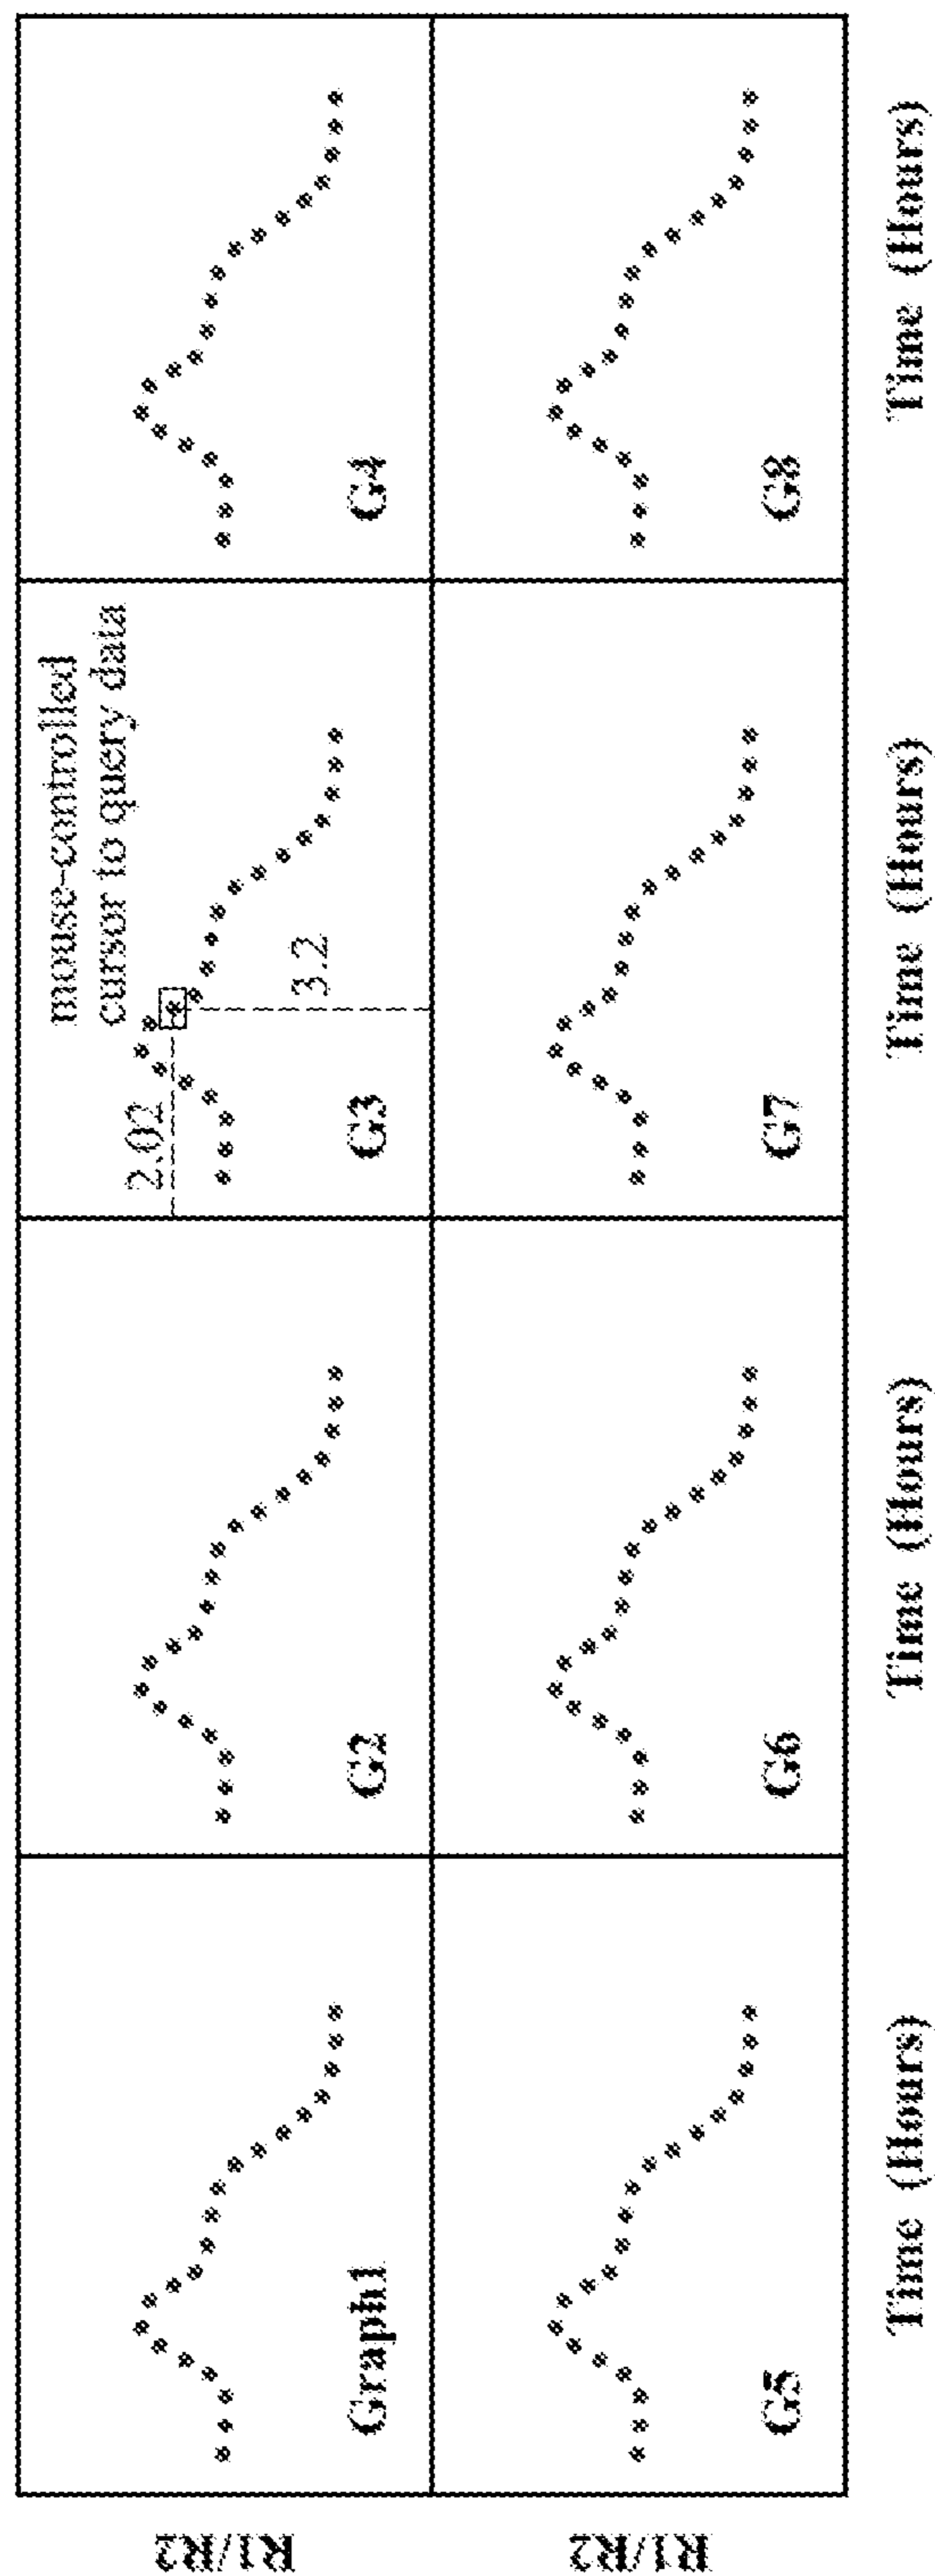 R1/R2
Graph1
G2
2.02
G3
mouse-controlled
cursor to query data
3.2
G4
R1/R2
G5
G6
G7
G8
Time (Hours)
Time (Hours)
Time (Hours)
Time (Hours)